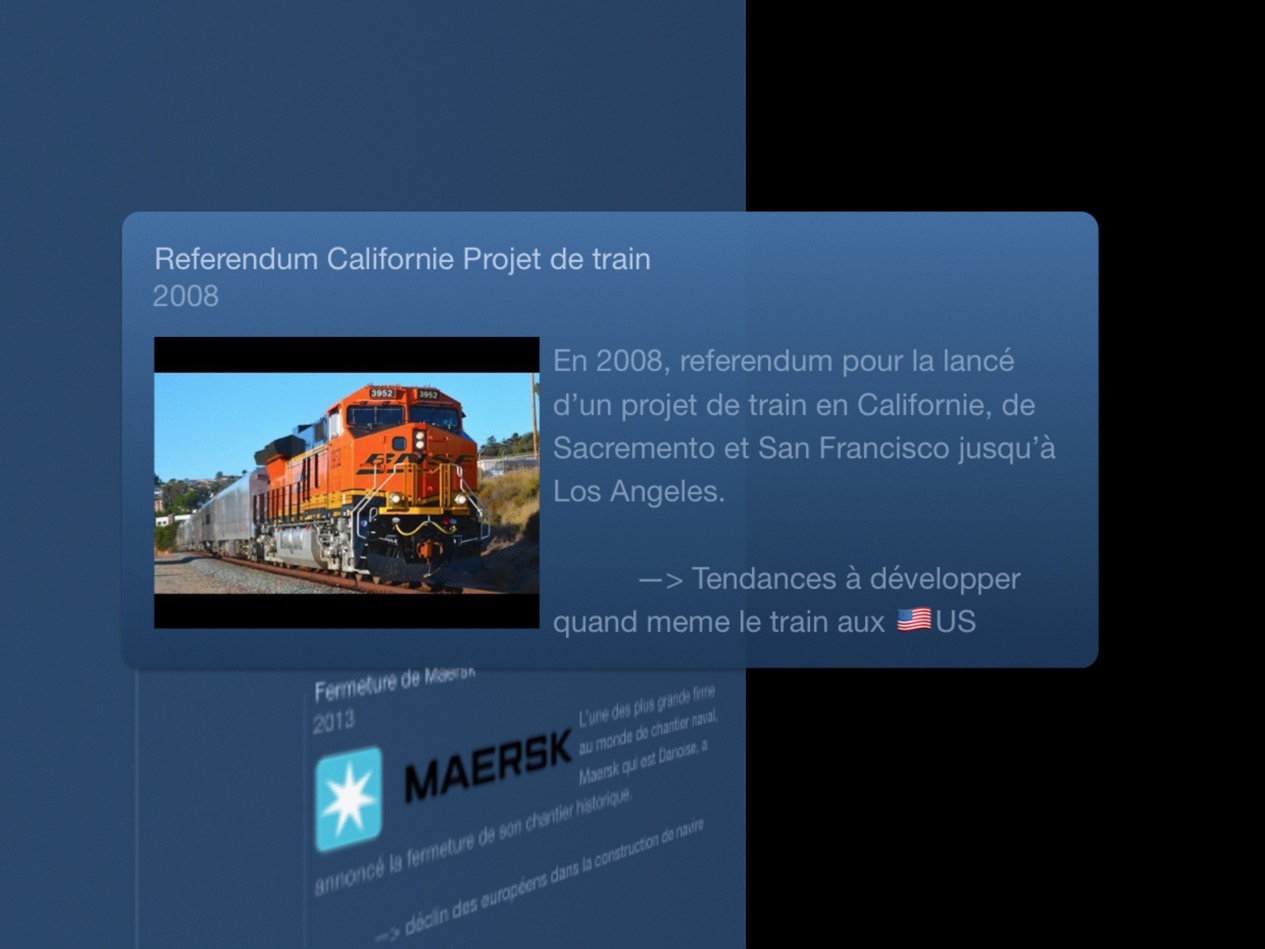 Referendum Californie Projet de train
2008
3952 3952
En 2008, referendum pour la lancé
d’un projet de train en Californie, de
Sacremento et San Francisco jusqu’à
Los Angeles.
—> Tendances à développer
quand meme le train aux 🇺🇸US
Fermeture de Maersk
2013
MAERSK
L'une des plus grande firme
au monde de chantier naval,
Maersk qui est Danoise, a
annoncé la fermeture de son chantier historique.
—> déclin des européens dans la construction de navire